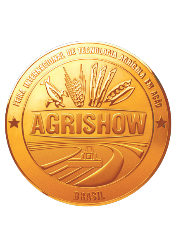 FEIRA INTERNACIONAL DE TECNOLOGIA AGRÍCOLA EM AÇÃO
AGRISHOW
BRASIL